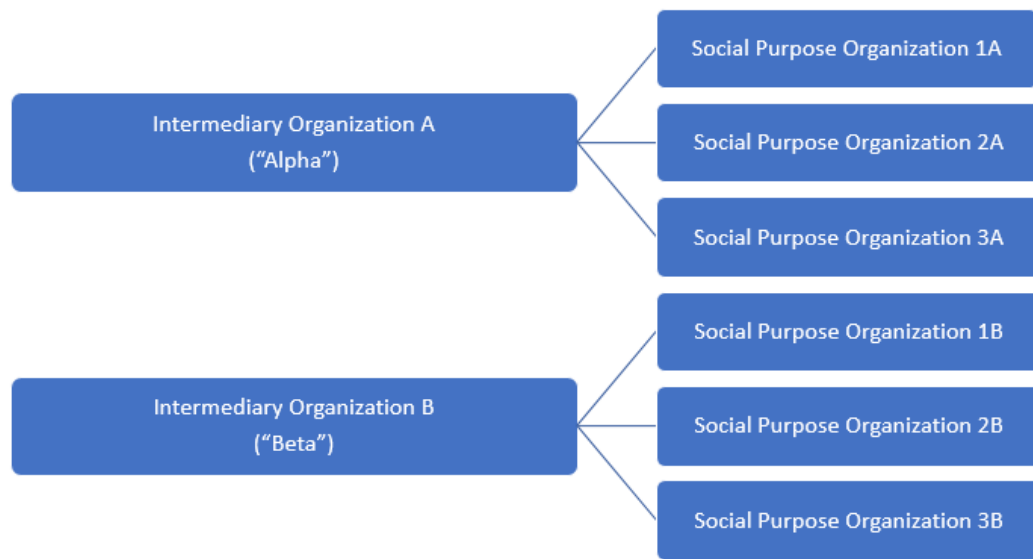 Intermediary Organization A
(“Alpha”)
Social Purpose Organization 1A
Social Purpose Organization 2A
Social Purpose Organization 3A
Intermediary Organization B
(“Beta”)
Social Purpose Organization 1B
Social Purpose Organization 2B
Social Purpose Organization 3B